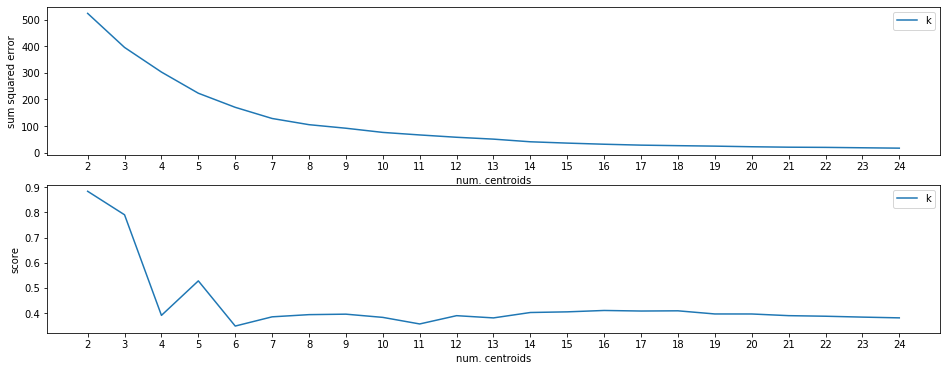 k
500
400
300
200
100
0
sum squared error
2 3 4 5 6 7 8 9 10 11 12 13 14 15 16 17 18 19 20 21 22 23 24
num. centroids
k
0.9
0.8
0.7
0.6
0.5
0.4
score
2 3 4 5 6 7 8 9 10 11 12 13 14 15 16 17 18 19 20 21 22 23 24
num. centroids